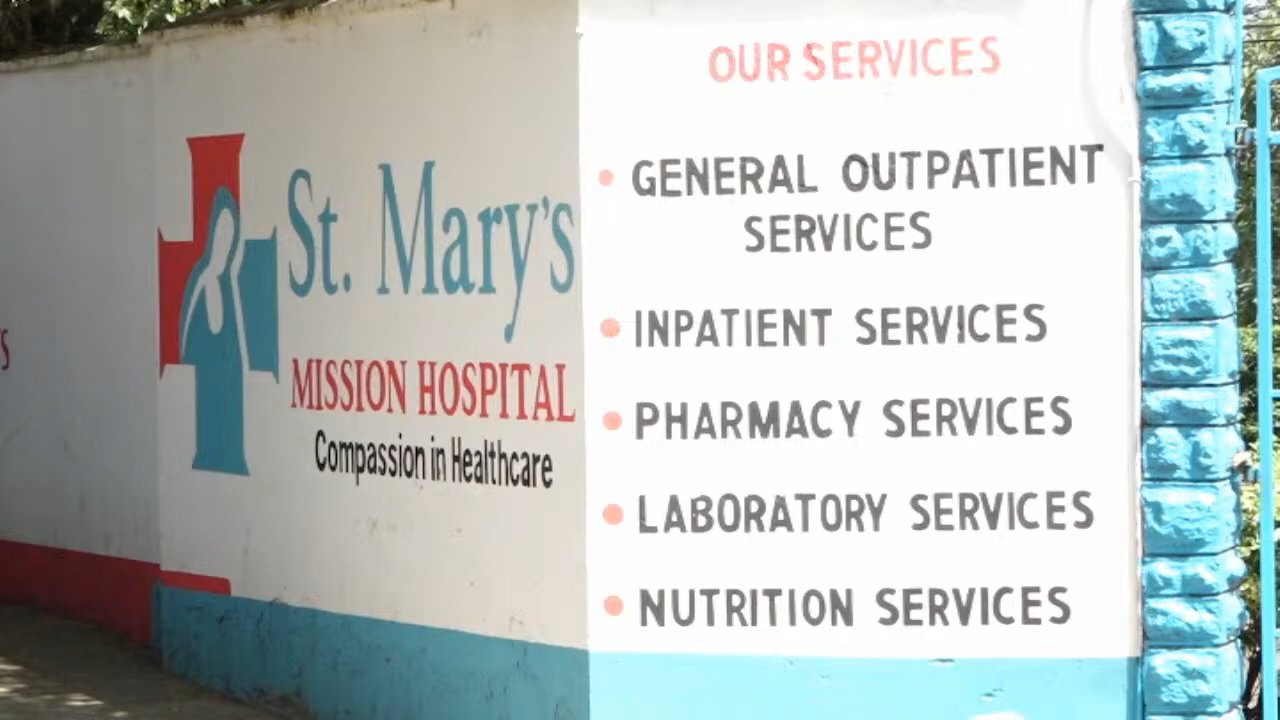 St. Mary's
MISSION HOSPITAL
Compassion in Healthcare
OUR SERVICES
• GENERAL OUTPATIENT
SERVICES
• INPATIENT SERVICES
• PHARMACY SERVICES
• LABORATORY SERVICES
• NUTRITION SERVICES